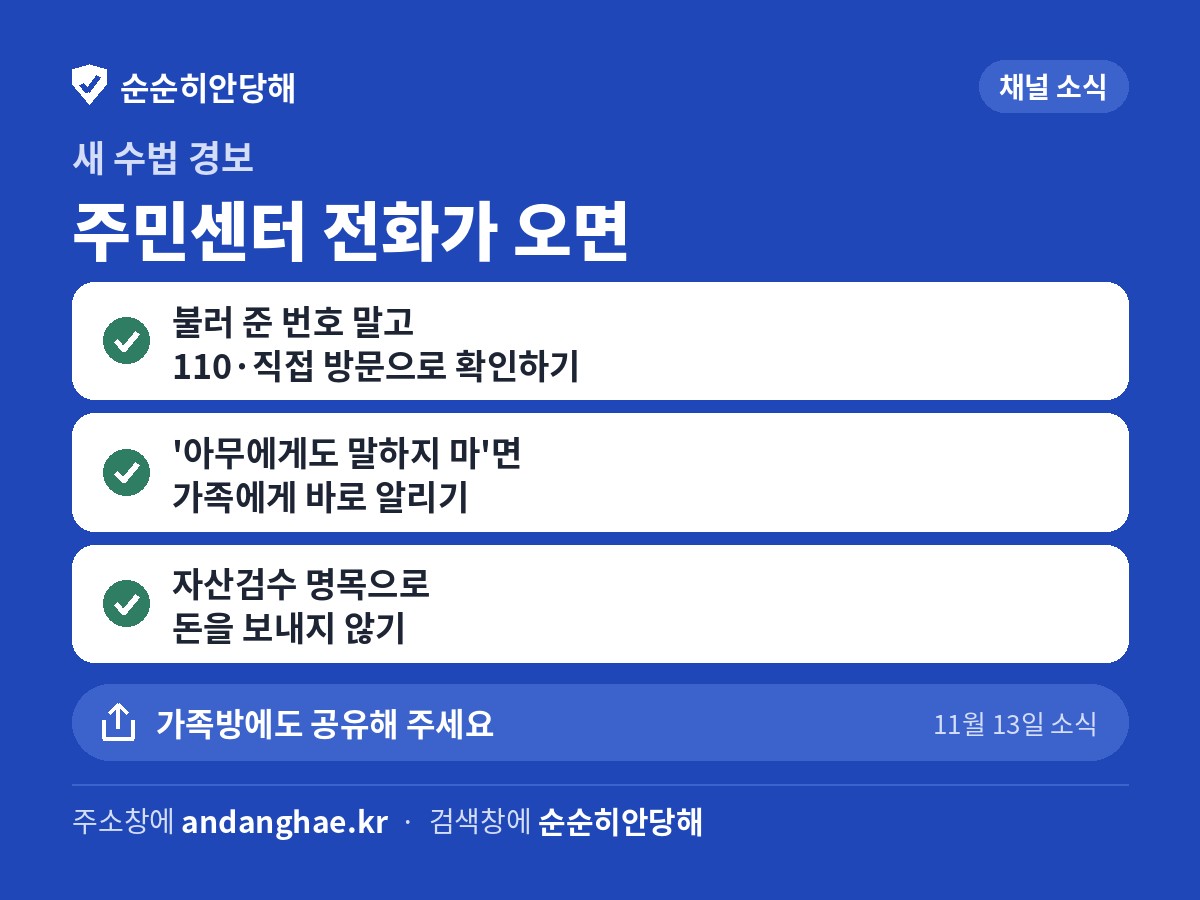 순순히안당해
채널 소식
새 수법 경보
주민센터 전화가 오면
불러 준 번호 말고
110·직접 방문으로 확인하기
'아무에게도 말하지 마'면
가족에게 바로 알리기
자산검수 명목으로
돈을 보내지 않기
가족방에도 공유해 주세요
11월 13일 소식
주소창에 andanghae.kr · 검색창에 순순히안당해